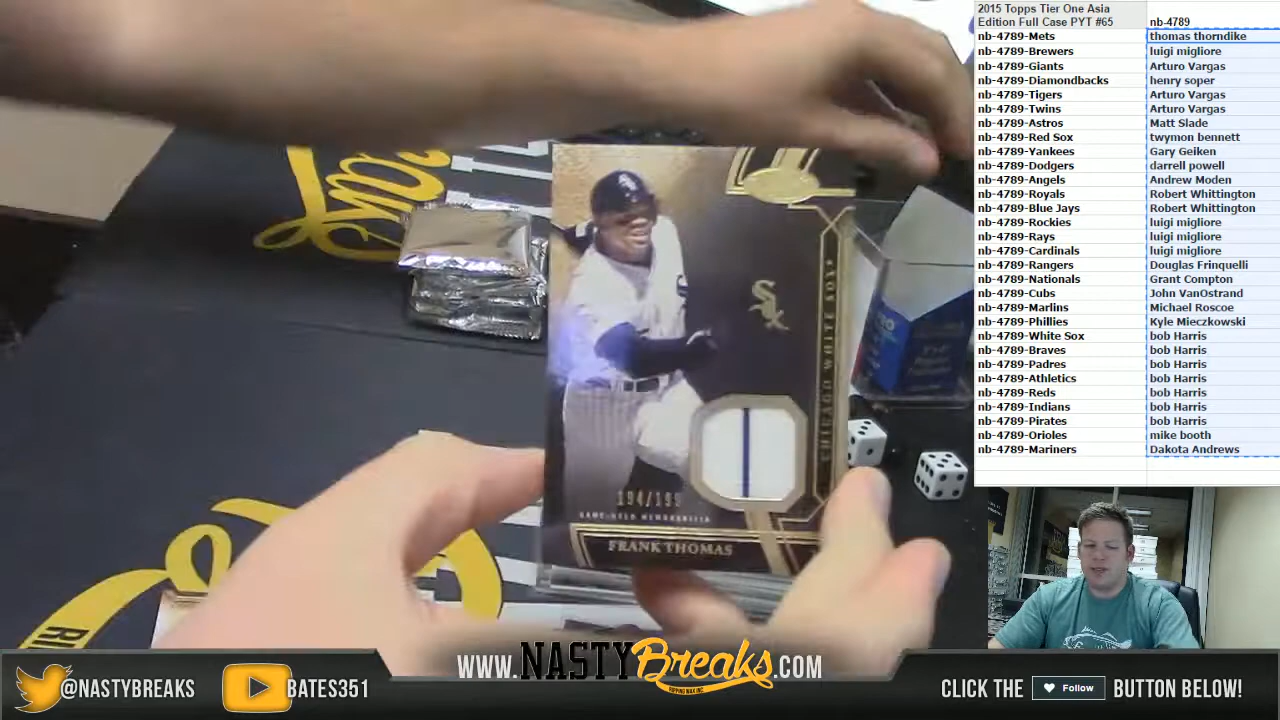 2015 Topps Tier One Asia
Edition Full Case PYT #65 nb-4789
nb-4789-Mets thomas thorndike
nb-4789-Brewers luigi migliore
nb-4789-Giants Arturo Vargas
nb-4789-Diamondbacks henry soper
nb-4789-Tigers Arturo Vargas
nb-4789-Twins Arturo Vargas
nb-4789-Astros Matt Slade
nb-4789-Red Sox twymon bennett
nb-4789-Yankees Gary Geiken
nb-4789-Dodgers darrell powell
nb-4789-Angels Andrew Moden
nb-4789-Royals Robert Whittington
nb-4789-Blue Jays Robert Whittington
nb-4789-Rockies luigi migliore
nb-4789-Rays luigi migliore
nb-4789-Cardinals luigi migliore
nb-4789-Rangers Douglas Frinquelli
nb-4789-Nationals Grant Compton
nb-4789-Cubs John VanOstrand
nb-4789-Marlins Michael Roscoe
nb-4789-Phillies Kyle Mieczkowski
nb-4789-White Sox bob Harris
nb-4789-Braves bob Harris
nb-4789-Padres bob Harris
nb-4789-Athletics bob Harris
nb-4789-Reds bob Harris
nb-4789-Indians bob Harris
nb-4789-Pirates bob Harris
nb-4789-Orioles mike booth
nb-4789-Mariners Dakota Andrews
SOX
CHICAGO WHITE SOX
194/199
GAME-USED MEMORABILIA
FRANK THOMAS
@NASTYBREAKS
BATES351
WWW.NASTYBreaks.COM
RIPPING WAX INC
CLICK THE Follow BUTTON BELOW!